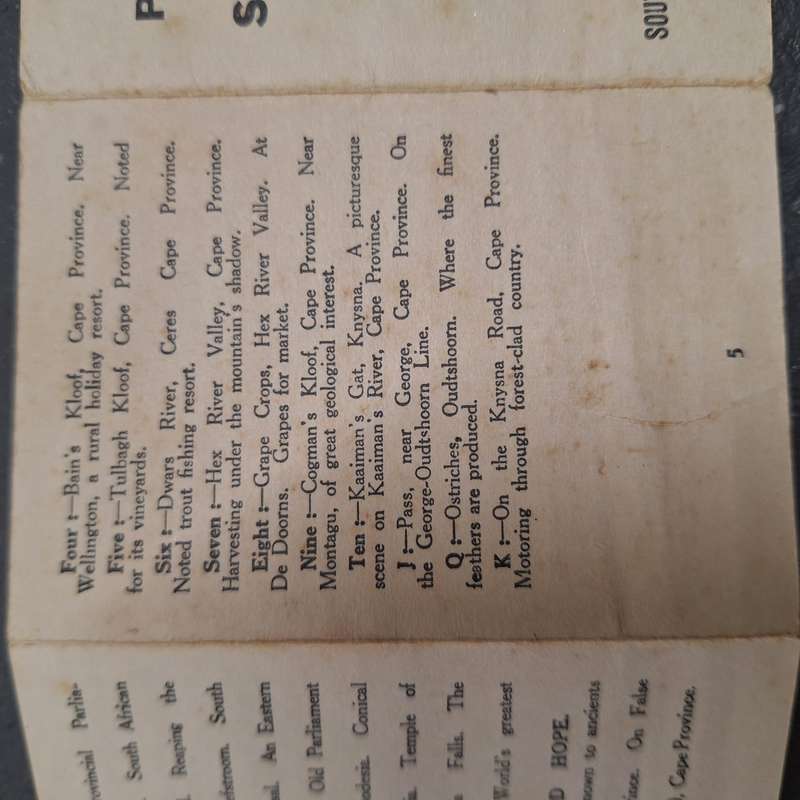 Parlia-
South African
Reaping the
South
An Eastern
Old Parliament
Conical
Temple of
Falls. The
World's greatest
HOPE.
known to ancients
On False
Cape Province.
Four :—Bain's Kloof, Cape Province. Near
Wellington, a rural holiday resort.
Five :—Tulbagh Kloof, Cape Province. Noted
for its vineyards.
Six :—Dwars River, Ceres Cape Province.
Noted trout fishing resort.
Seven :—Hex River Valley, Cape Province.
Harvesting under the mountain's shadow.
Eight :—Grape Crops, Hex River Valley. At
De Doorns. Grapes for market.
Nine :—Cogman's Kloof, Cape Province. Near
Montagu, of great geological interest.
Ten :—Kaaiman's Gat, Knysna. A picturesque
scene on Kaaiman's River, Cape Province.
J :—Pass, near George, Cape Province. On
the George-Oudtshoorn Line.
Q :—Ostriches, Oudtshoorn. Where the finest
feathers are produced.
K :—On the Knysna Road, Cape Province.
Motoring through forest-clad country.
5
P
S
SOU